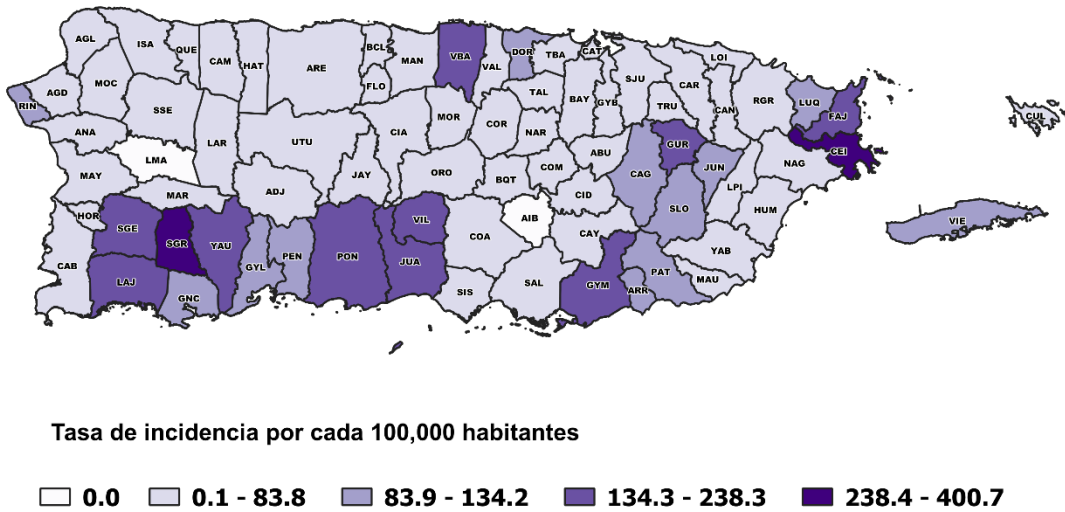 AGL
ISA
QUE
CAM
HAT
ARE
BCL
MAN
VBA
VAL
DOR
TBA
CAT
LOI
MOC
FLO
SJU
CAR
RGR
AGD
RIN
TAL
BAY
GYB
TRU
CAN
LUQ
FAJ
CUL
SSE
MOR
COR
NAR
ANA
CIA
UTU
LAR
GUR
CEI
LMA
ABU
JUN
NAG
MAY
JAY
ORO
BQT
COM
CAG
ADJ
MAR
CID
LPI
SLO
HUM
HOR
SGE
SGR
YAU
VIL
AIB
VIE
COA
CAY
PON
JUA
PEN
GYL
CAB
YAB
PAT
MAU
LAJ
GNC
SIS
SAL
GYM
ARR
Tasa de incidencia por cada 100,000 habitantes
0.0 0.1 - 83.8 83.9 - 134.2 134.3 - 238.3 238.4 - 400.7